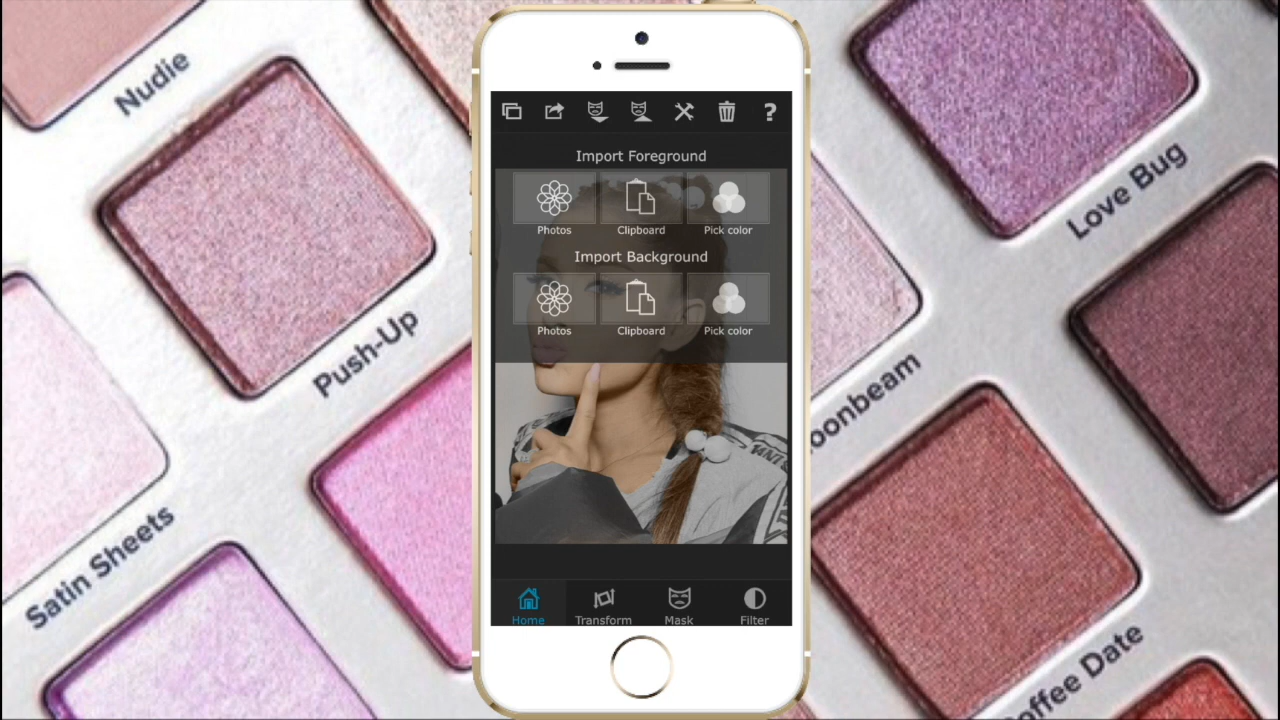 Nudie
Push-Up
Satin Sheets
?
Import Foreground
Photos
Clipboard
Pick color
Import Background
Photos
Clipboard
Pick color
Home
Transform
Mask
Filter
Love Bug
oonbeam
offee Date